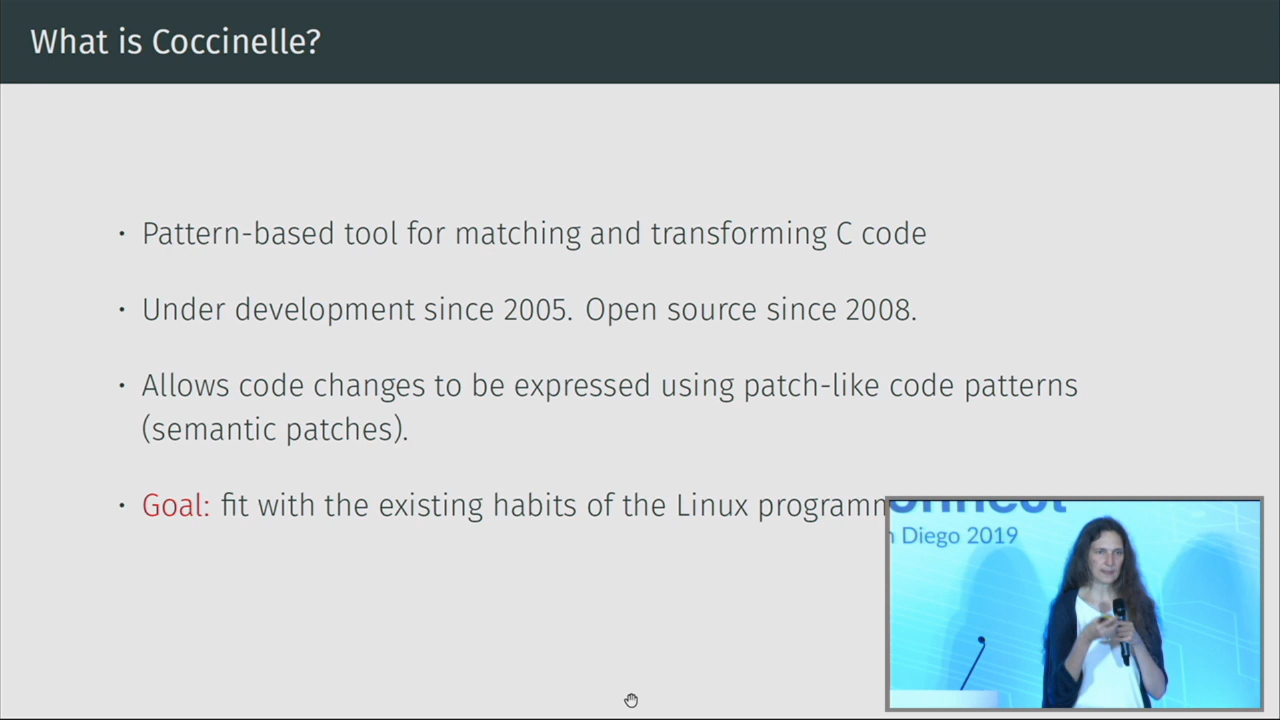 What is Coccinelle?
· Pattern-based tool for matching and transforming C code
· Under development since 2005. Open source since 2008.
· Allows code changes to be expressed using patch-like code patterns
(semantic patches).
· Goal: fit with the existing habits of the Linux
Diego 2019